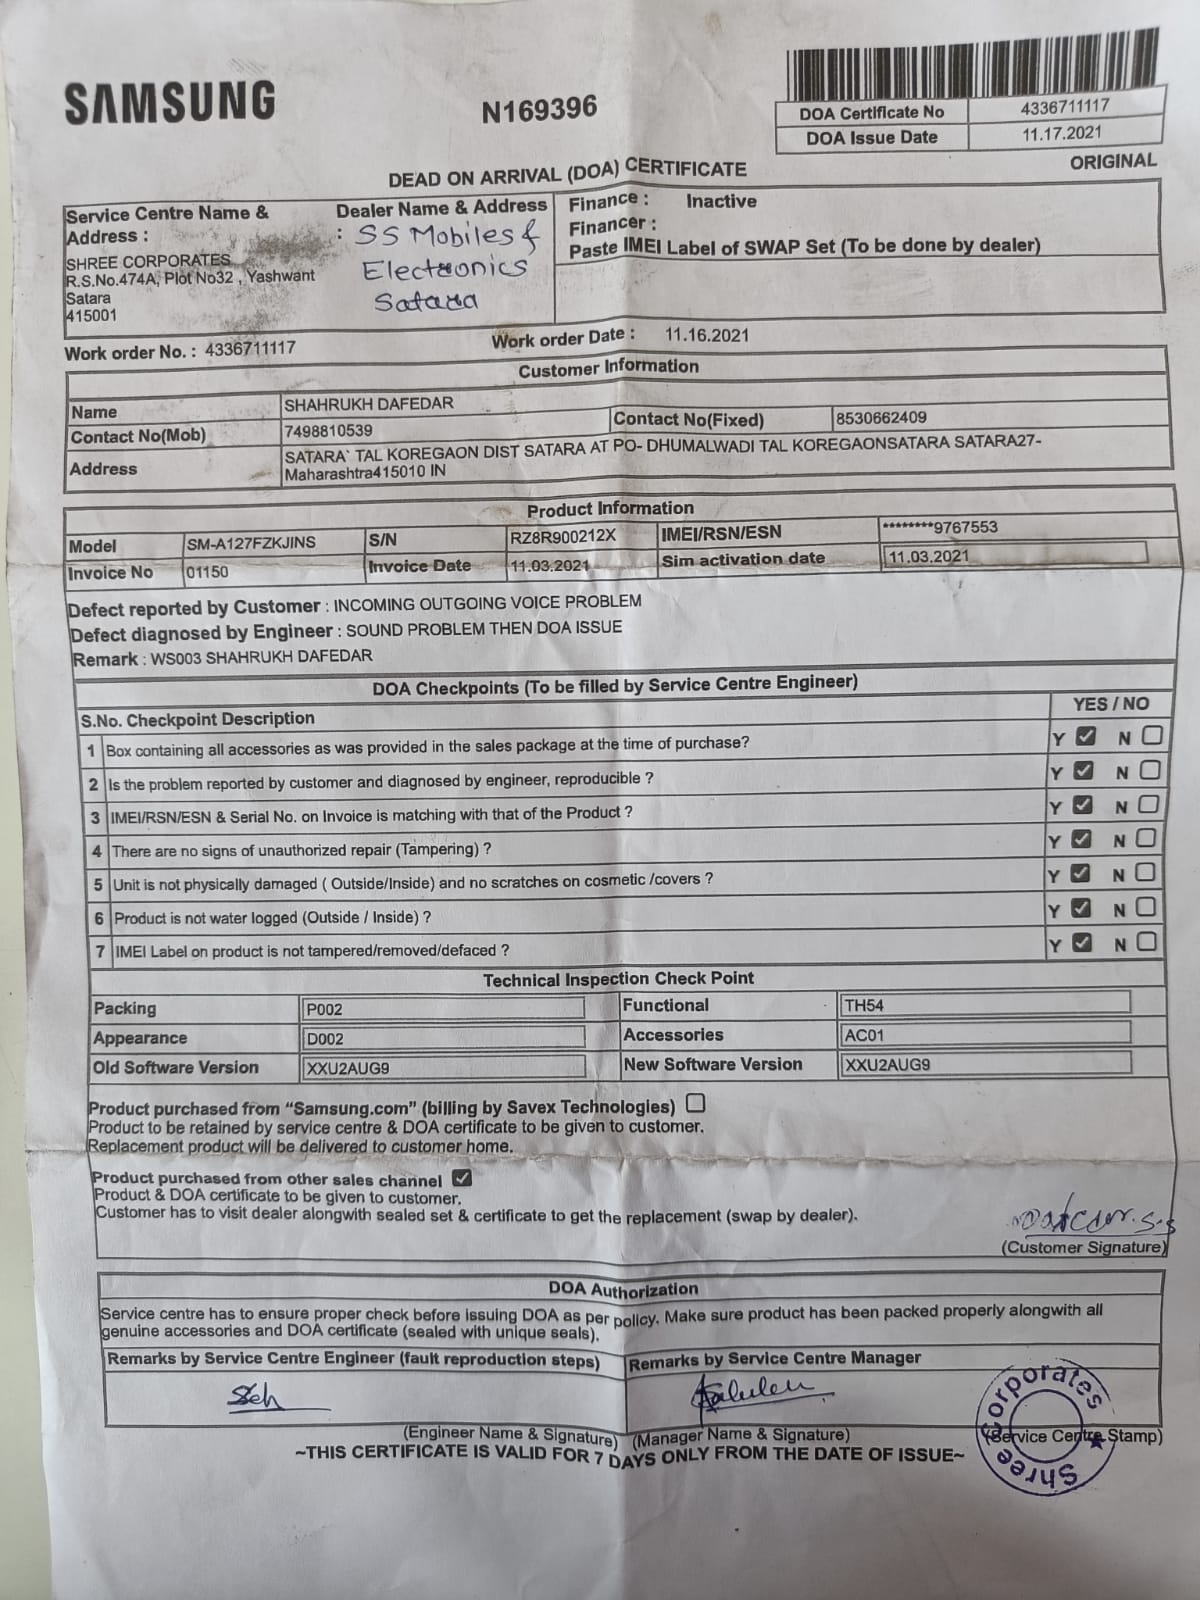 SAMSUNG
N169396
DOA Certificate No 4336711117
DOA Issue Date 11.17.2021
ORIGINAL
DEAD ON ARRIVAL (DOA) CERTIFICATE
Service Centre Name &
Address :
SHREE CORPORATES
R.S.No.474A, Plot No32 , Yashwant
Satara
415001
Dealer Name & Address
: SS Mobiles &
Electronics
Satara
Finance : Inactive
Financer :
Paste IMEI Label of SWAP Set (To be done by dealer)
Work order No. : 4336711117 Work order Date : 11.16.2021
Customer Information
Name SHAHRUKH DAFEDAR
Contact No(Mob) 7498810539 Contact No(Fixed) 8530662409
Address SATARA` TAL KOREGAON DIST SATARA AT PO- DHUMALWADI TAL KOREGAONSATARA SATARA27-
Maharashtra415010 IN
Product Information
Model SM-A127FZKJINS S/N RZ8R900212X IMEI/RSN/ESN ********9767553
Invoice No 01150 Invoice Date 11.03.2021 Sim activation date 11.03.2021
Defect reported by Customer : INCOMING OUTGOING VOICE PROBLEM
Defect diagnosed by Engineer : SOUND PROBLEM THEN DOA ISSUE
Remark : WS003 SHAHRUKH DAFEDAR
DOA Checkpoints (To be filled by Service Centre Engineer)
S.No. Checkpoint Description YES / NO
1 Box containing all accessories as was provided in the sales package at the time of purchase? Y N
2 Is the problem reported by customer and diagnosed by engineer, reproducible ? Y N
3 IMEI/RSN/ESN & Serial No. on Invoice is matching with that of the Product ? Y N
4 There are no signs of unauthorized repair (Tampering) ? Y N
5 Unit is not physically damaged ( Outside/Inside) and no scratches on cosmetic /covers ? Y N
6 Product is not water logged (Outside / Inside) ? Y N
7 IMEI Label on product is not tampered/removed/defaced ? Y N
Technical Inspection Check Point
Packing P002 Functional TH54
Appearance D002 Accessories AC01
Old Software Version XXU2AUG9 New Software Version XXU2AUG9
Product purchased from “Samsung.com” (billing by Savex Technologies)
Product to be retained by service centre & DOA certificate to be given to customer.
Replacement product will be delivered to customer home.
Product purchased from other sales channel
Product & DOA certificate to be given to customer.
Customer has to visit dealer alongwith sealed set & certificate to get the replacement (swap by dealer).
(Customer Signature)
DOA Authorization
Service centre has to ensure proper check before issuing DOA as per policy. Make sure product has been packed properly alongwith all
genuine accessories and DOA certificate (sealed with unique seals).
Remarks by Service Centre Engineer (fault reproduction steps) Remarks by Service Centre Manager
(Engineer Name & Signature) (Manager Name & Signature) (Service Centre Stamp)
Shree Corporates
~THIS CERTIFICATE IS VALID FOR 7 DAYS ONLY FROM THE DATE OF ISSUE~